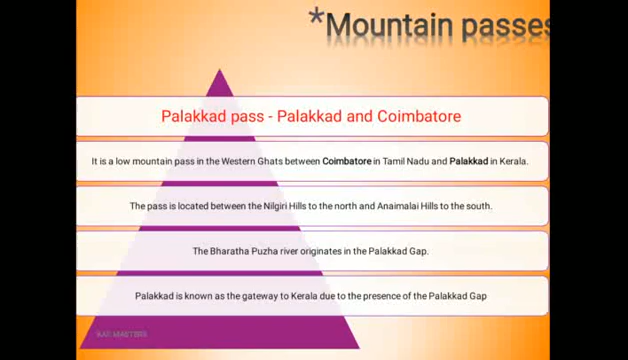 *Mountain passes
Palakkad pass - Palakkad and Coimbatore
It is a low mountain pass in the Western Ghats between Coimbatore in Tamil Nadu and Palakkad in Kerala.
The pass is located between the Nilgiri Hills to the north and Anaimalai Hills to the south.
The Bharatha Puzha river originates in the Palakkad Gap.
Palakkad is known as the gateway to Kerala due to the presence of the Palakkad Gap